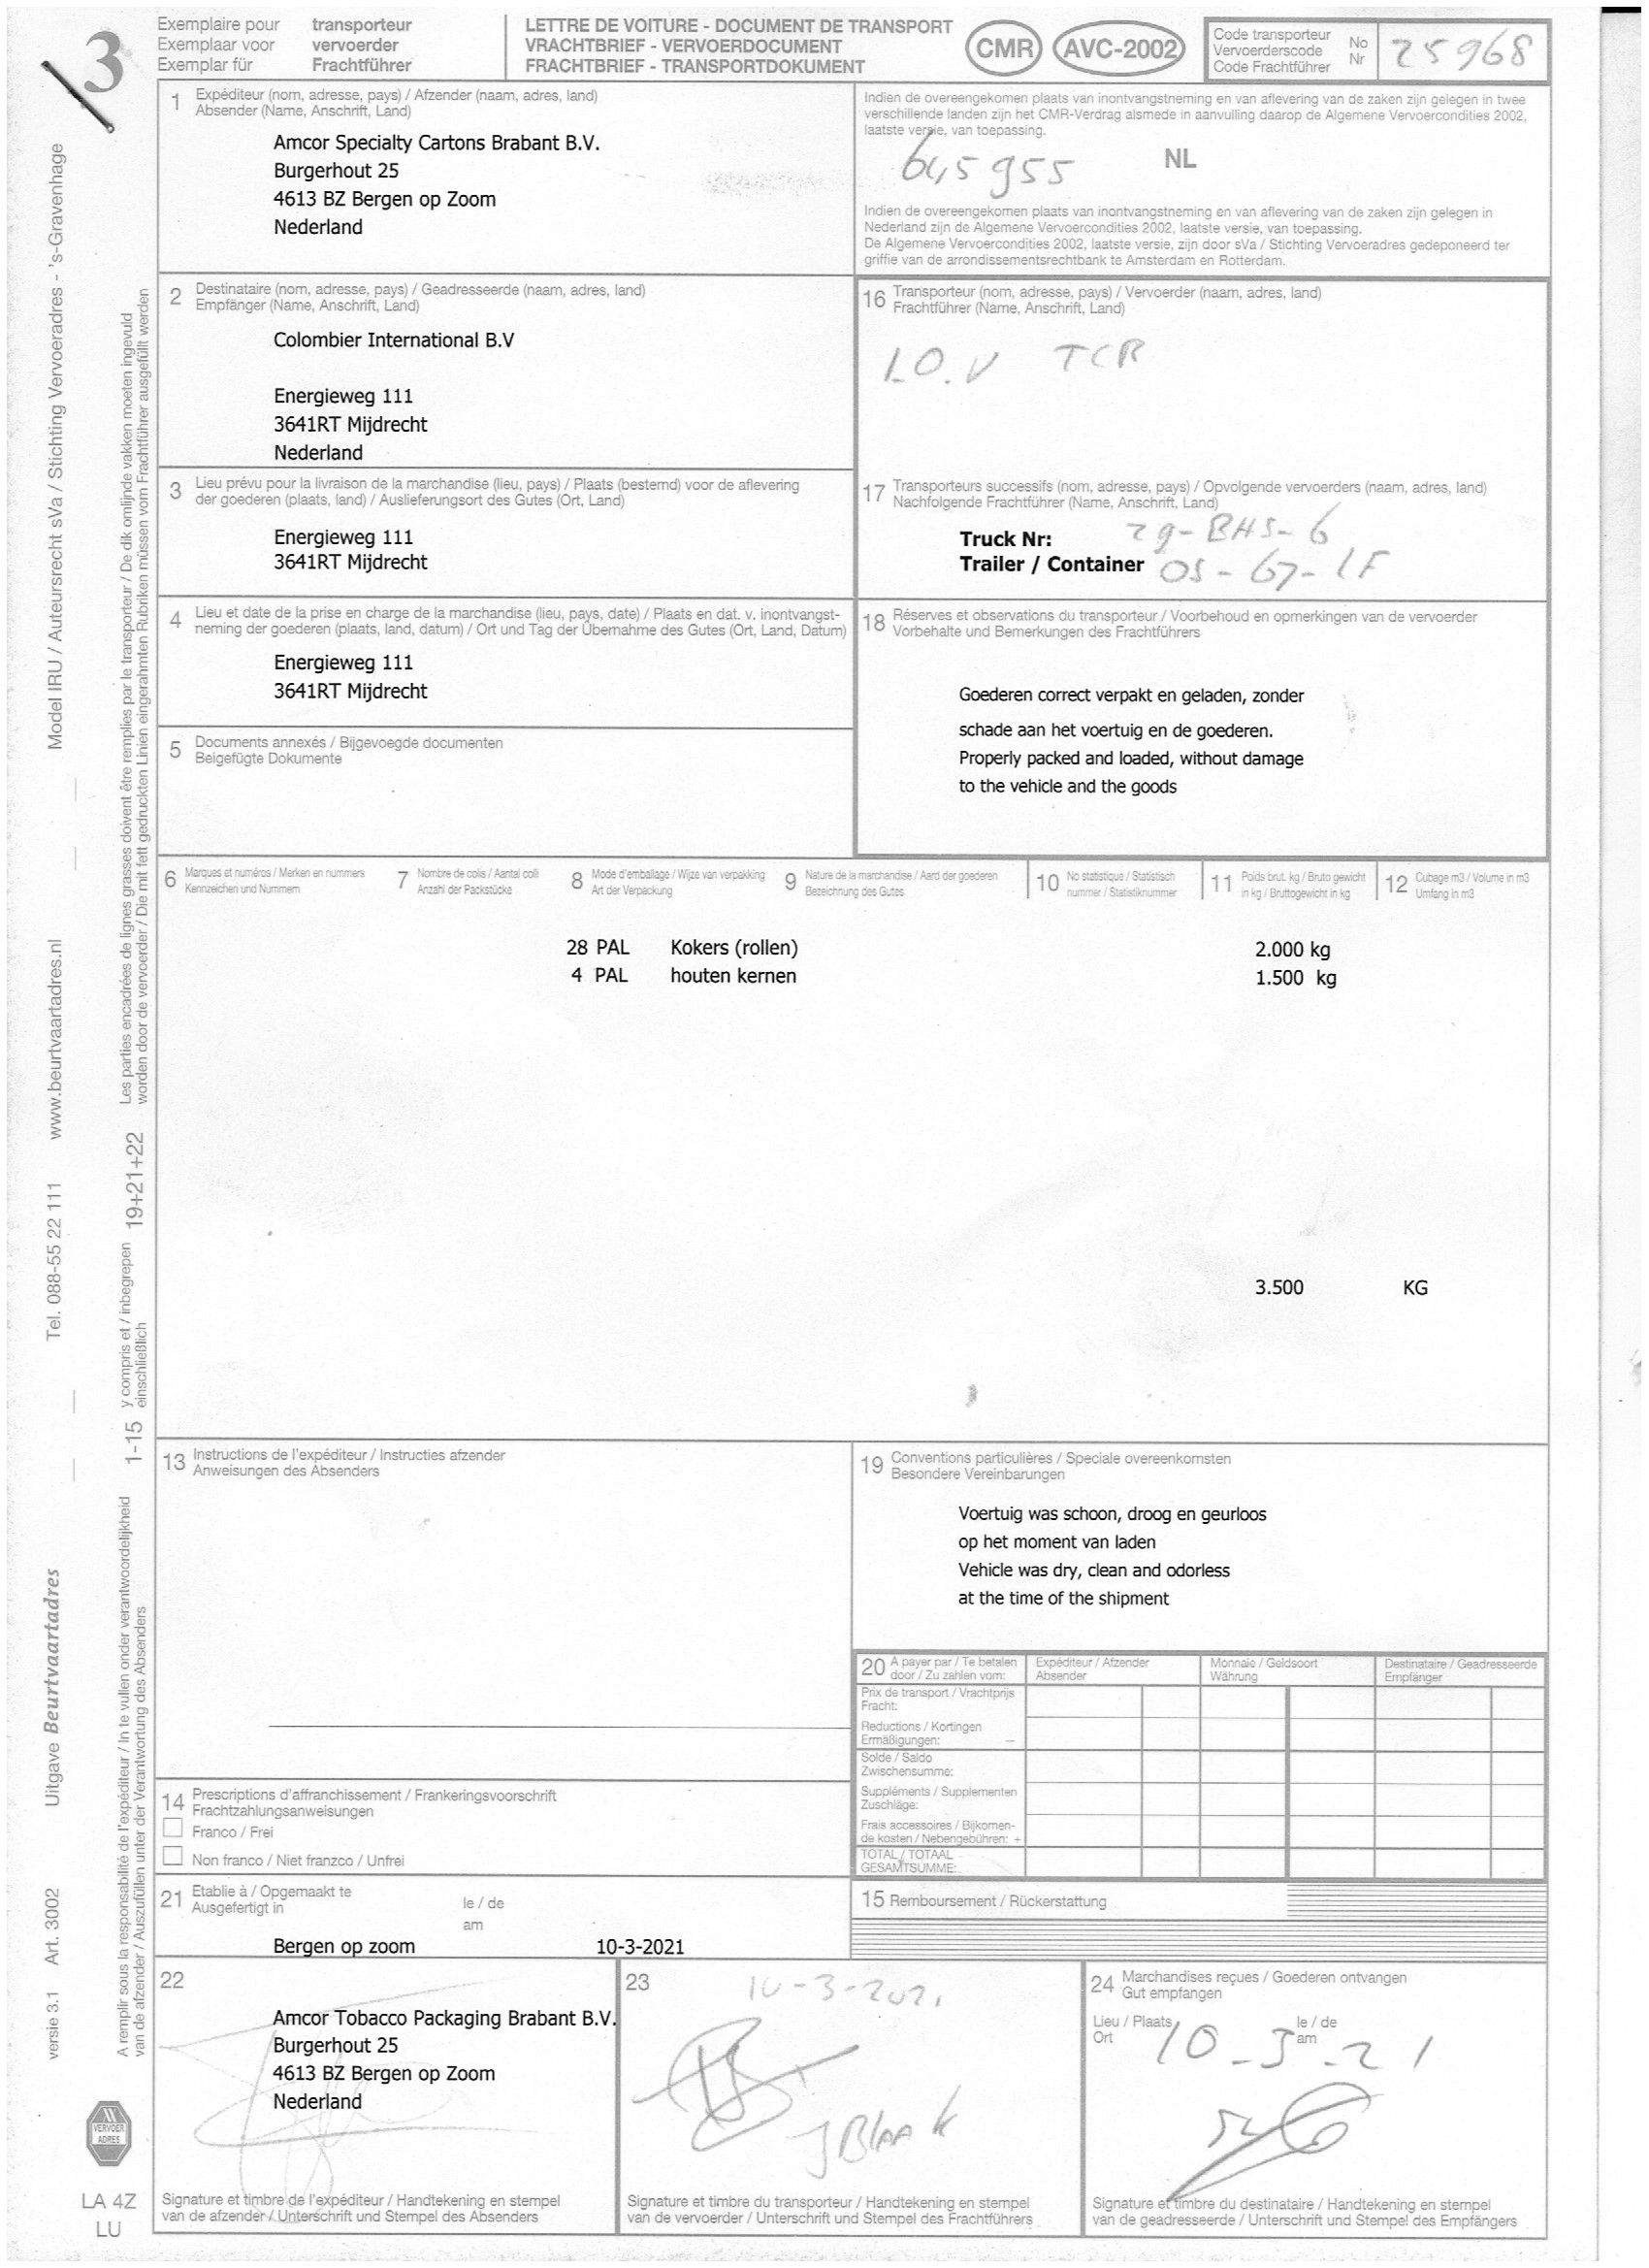 3
Exemplaire pour transporteur
Exemplaar voor vervoerder
Exemplar für Frachtführer
LETTRE DE VOITURE - DOCUMENT DE TRANSPORT
VRACHTBRIEF - VERVOERDOCUMENT
FRACHTBRIEF - TRANSPORTDOKUMENT
CMR
AVC-2002
Code transporteur
Vervoerderscode
Code Frachtführer
No
Nr
25968
1 Expéditeur (nom, adresse, pays) / Afzender (naam, adres, land)
Absender (Name, Anschrift, Land)
Amcor Specialty Cartons Brabant B.V.
Burgerhout 25
4613 BZ Bergen op Zoom
Nederland
Indien de overeengekomen plaats van inontvangstneming en van aflevering van de zaken zijn gelegen in twee
verschillende landen zijn het CMR-Verdrag alsmede in aanvulling daarop de Algemene Vervoercondities 2002,
laatste versie, van toepassing.
NL
Indien de overeengekomen plaats van inontvangstneming en van aflevering van de zaken zijn gelegen in
Nederland zijn de Algemene Vervoercondities 2002, laatste versie, van toepassing.
De Algemene Vervoercondities 2002, laatste versie, zijn door sVa / Stichting Vervoeradres gedeponeerd ter
griffie van de arrondissementsrechtbank te Amsterdam en Rotterdam.
2 Destinataire (nom, adresse, pays) / Geadresseerde (naam, adres, land)
Empfänger (Name, Anschrift, Land)
Colombier International B.V
Energieweg 111
3641RT Mijdrecht
Nederland
16 Transporteur (nom, adresse, pays) / Vervoerder (naam, adres, land)
Frachtführer (Name, Anschrift, Land)
I.O.V TCR
3 Lieu prévu pour la livraison de la marchandise (lieu, pays) / Plaats (bestemd) voor de aflevering
der goederen (plaats, land) / Auslieferungsort des Gutes (Ort, Land)
Energieweg 111
3641RT Mijdrecht
17 Transporteurs successifs (nom, adresse, pays) / Opvolgende vervoerders (naam, adres, land)
Nachfolgende Frachtführer (Name, Anschrift, Land)
Truck Nr: 29-BHS-6
Trailer / Container OS-67-LF
4 Lieu et date de la prise en charge de la marchandise (lieu, pays, date) / Plaats en dat. v. inontvangst-
neming der goederen (plaats, land, datum) / Ort und Tag der Übernahme des Gutes (Ort, Land, Datum)
Energieweg 111
3641RT Mijdrecht
18 Réserves et observations du transporteur / Voorbehoud en opmerkingen van de vervoerder
Vorbehalte und Bemerkungen des Frachtführers
Goederen correct verpakt en geladen, zonder
schade aan het voertuig en de goederen.
Properly packed and loaded, without damage
to the vehicle and the goods
5 Documents annexés / Bijgevoegde documenten
Beigefügte Dokumente
6 Marques et numéros / Merken en nummers
Kennzeichen und Nummern
7 Nombre de colis / Aantal colli
Anzahl der Packstücke
8 Mode d'emballage / Wijze van verpakking
Art der Verpackung
9 Nature de la marchandise / Aard der goederen
Bezeichnung des Gutes
10 No statistique / Statistisch
nummer / Statistiknummer
11 Poids brut. kg / Bruto gewicht
in kg / Bruttogewicht in kg
12 Cubage m3 / Volume in m3
Umfang in m3
28 PAL Kokers (rollen) 2.000 kg
4 PAL houten kernen 1.500 kg
3.500 KG
13 Instructions de l'expéditeur / Instructies afzender
Anweisungen des Absenders
19 Conventions particulières / Speciale overeenkomsten
Besondere Vereinbarungen
Voertuig was schoon, droog en geurloos
op het moment van laden
Vehicle was dry, clean and odorless
at the time of the shipment
20 A payer par / Te betalen
door / Zu zahlen vom:
Expéditeur / Afzender
Absender
Monnaie / Geldsoort
Währung
Destinataire / Geadresseerde
Empfänger
Prix de transport / Vrachtprijs
Fracht:
Reductions / Kortingen
Ermäßigungen: –
Solde / Saldo
Zwischensumme:
Suppléments / Supplementen
Zuschläge:
Frais accessoires / Bijkomen-
de kosten / Nebengebühren: +
TOTAL / TOTAAL
GESAMTSUMME:
14 Prescriptions d'affranchissement / Frankeringsvoorschrift
Frachtzahlungsanweisungen
Franco / Frei
Non franco / Niet franzco / Unfrei
15 Remboursement / Rückerstattung
21 Etablie à / Opgemaakt te
Ausgefertigt in
le / de
am
Bergen op zoom 10-3-2021
22
Amcor Tobacco Packaging Brabant B.V.
Burgerhout 25
4613 BZ Bergen op Zoom
Nederland
Signature et timbre de l'expéditeur / Handtekening en stempel
van de afzender / Unterschrift und Stempel des Absenders
23
10-3-2021
J Blaak
Signature et timbre du transporteur / Handtekening en stempel
van de vervoerder / Unterschrift und Stempel des Frachtführers
24 Marchandises reçues / Goederen ontvangen
Gut empfangen
Lieu / Plaats
Ort
le / de
am
10-3-21
Signature et timbre du destinataire / Handtekening en stempel
van de geadresseerde / Unterschrift und Stempel des Empfängers
Model IRU / Auteursrecht sVa / Stichting Vervoeradres - 's-Gravenhage
www.beurtvaartadres.nl
Tel. 088-55 22 111
Uitgave Beurtvaartadres
Art. 3002
versie 3.1
Les parties encadrées de lignes grasses doivent être remplies par le transporteur / De dik omlijnde vakken moeten ingevuld
worden door de vervoerder / Die mit fett gedruckten Linien eingerahmten Rubriken müssen vom Frachtführer ausgefüllt werden
19+21+22
y compris et / inbegrepen
einschließlich
1-15
A remplir sous la responsabilité de l'expéditeur / In te vullen onder verantwoordelijkheid
van de afzender / Auszufüllen unter der Verantwortung des Absenders
VERVOER
ADRES
LA 4Z
LU